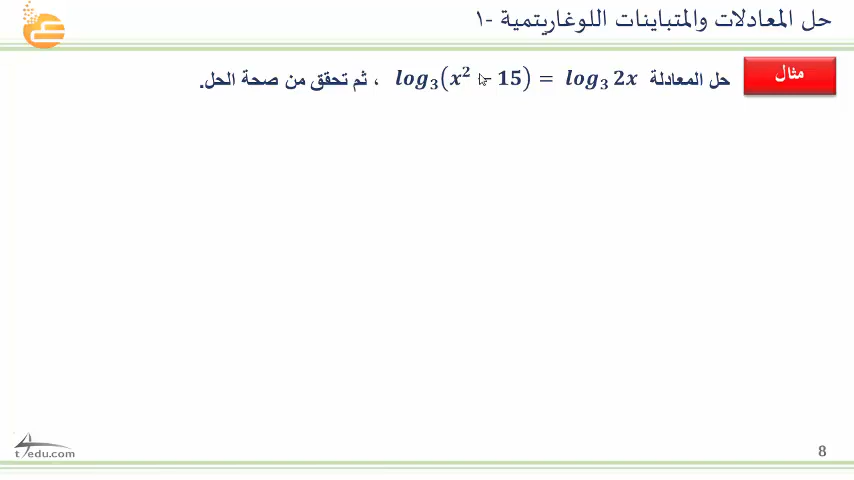 حل المعادلات والمتباينات اللوغاريتمية -١
مثال
حل المعادلة log₃(x² − 15) = log₃ 2x ، ثم تحقق من صحة الحل.
t4edu.com
8